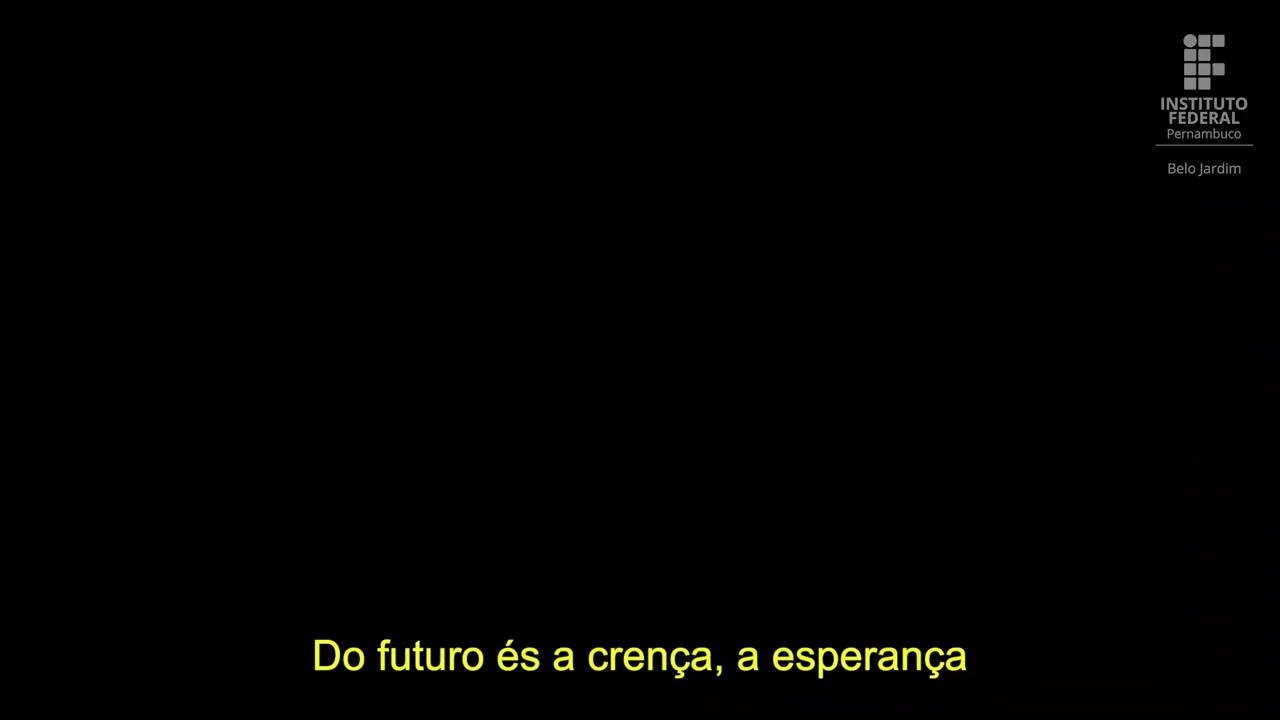 INSTITUTO
FEDERAL
Pernambuco
Belo Jardim
Do futuro és a crença, a esperança